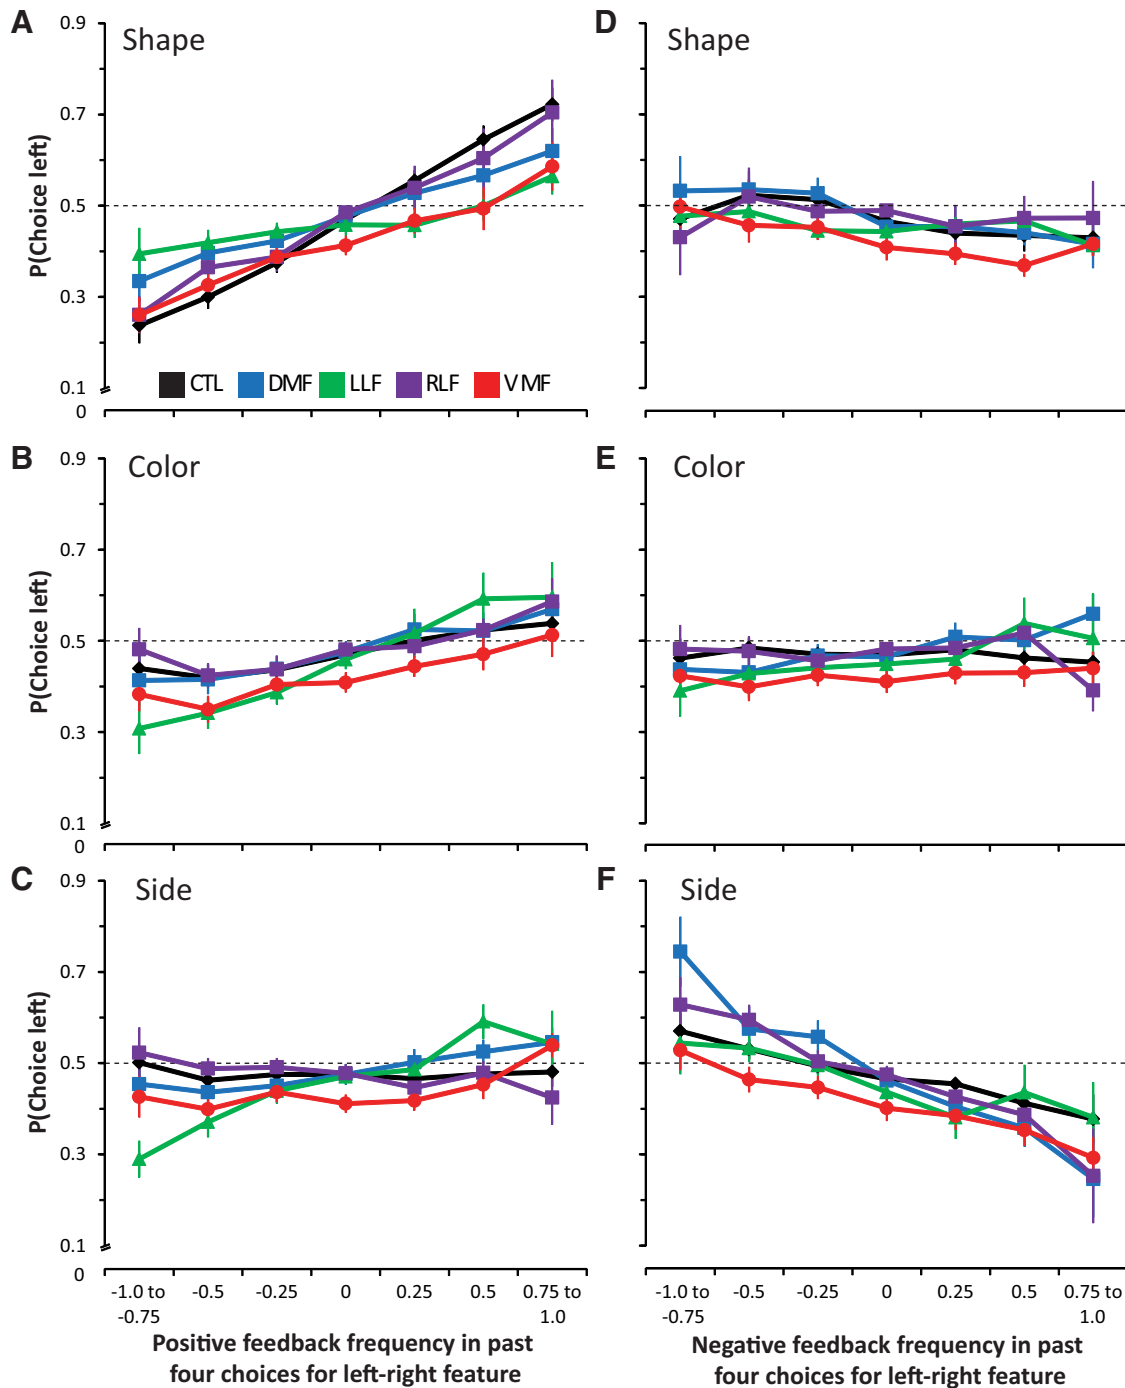 A
Shape
0.9
0.7
0.5
0.3
0.1
0
P(Choice left)
CTL DMF LLF RLF VMF
D
Shape
B
Color
0.9
0.7
0.5
0.3
0.1
0
P(Choice left)
E
Color
C
Side
0.9
0.7
0.5
0.3
0.1
0
P(Choice left)
-1.0 to -0.5 -0.25 0 0.25 0.5 0.75 to
-0.75 1.0
Positive feedback frequency in past
four choices for left-right feature
F
Side
-1.0 to -0.5 -0.25 0 0.25 0.5 0.75 to
-0.75 1.0
Negative feedback frequency in past
four choices for left-right feature